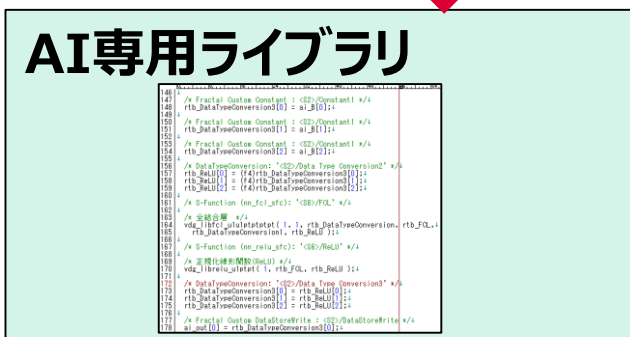 AI専用ライブラリ
146
147 /* Fractal Custom Constant : <S2>/Constant1 */
148 rtb_DataTypeConversion3[0] = ai_B[0];
149
150 /* Fractal Custom Constant : <S2>/Constant1 */
151 rtb_DataTypeConversion3[1] = ai_B[1];
152
153 /* Fractal Custom Constant : <S2>/Constant1 */
154 rtb_DataTypeConversion3[2] = ai_B[2];
155
156 /* DataTypeConversion: '<S2>/Data Type Conversion2' */
157 rtb_ReLU[0] = (f4)rtb_DataTypeConversion3[0];
158 rtb_ReLU[1] = (f4)rtb_DataTypeConversion3[1];
159 rtb_ReLU[2] = (f4)rtb_DataTypeConversion3[2];
160
161 /* S-Function (nn_fcl_sfc): '<S6>/FCL' */
162
163 /* 全結合層 */
164 vdg_libfcl_u1u1ptptptpt( 1, 1, rtb_DataTypeConversion, rtb_FCL,
165 rtb_DataTypeConversion1, rtb_ReLU );
166
167 /* S-Function (nn_relu_sfc): '<S6>/ReLU' */
168
169 /* 正規化線形関数(ReLU) */
170 vdg_librelu_u1ptpt( 1, rtb_FCL, rtb_ReLU );
171
172 /* DataTypeConversion: '<S2>/Data Type Conversion3' */
173 rtb_DataTypeConversion3[0] = rtb_ReLU[0];
174 rtb_DataTypeConversion3[1] = rtb_ReLU[1];
175 rtb_DataTypeConversion3[2] = rtb_ReLU[2];
176
177 /* Fractal Custom DataStoreWrite : <S2>/DataStoreWrite */
178 ai_out[0] = rtb_DataTypeConversion3[0];